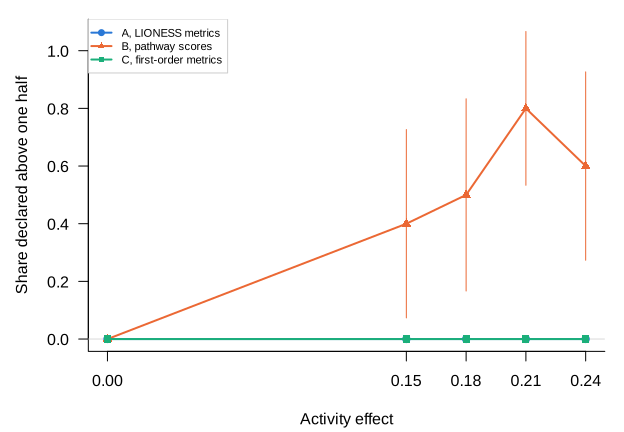 A, LIONESS metrics
B, pathway scores
C, first-order metrics
Share declared above one half
1.0
0.8
0.6
0.4
0.2
0.0
0.00
0.15
0.18
0.21
0.24
Activity effect